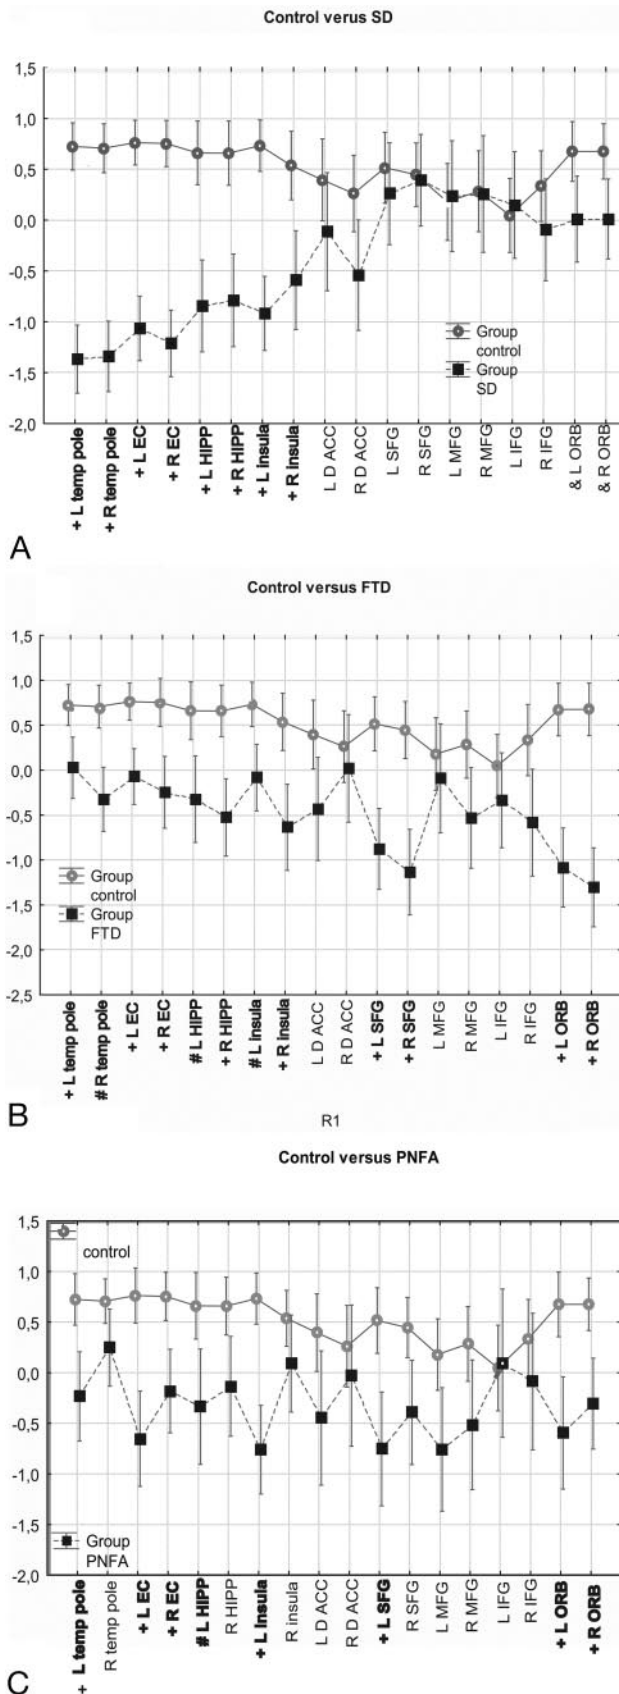 Control verus SD
1,5
1,0
0,5
0,0
-0,5
-1,0
-1,5
-2,0
Group
control
Group
SD
+ L temp pole
+ R temp pole
+ L EC
+ R EC
+ L HIPP
+ R HIPP
+ L insula
+ R insula
L D ACC
R D ACC
L SFG
R SFG
L MFG
R MFG
L IFG
R IFG
& L ORB
& R ORB
A
Control versus FTD
1,5
1,0
0,5
0,0
-0,5
-1,0
-1,5
-2,0
-2.5
Group
control
Group
FTD
+ L temp pole
# R temp pole
+ L EC
+ R EC
# L HIPP
+ R HIPP
# L insula
+ R insula
L D ACC
R D ACC
+ L SFG
+ R SFG
L MFG
R MFG
L IFG
R IFG
+ L ORB
+ R ORB
B
R1
Control versus PNFA
1,5
1,0
0,5
0,0
-0,5
-1,0
-1,5
-2,0
control
Group
PNFA
+ L temp pole
R temp pole
+ L EC
+ R EC
# L HIPP
R HIPP
+ L Insula
R insula
L D ACC
R D ACC
+ L SFG
R SFG
L MFG
R MFG
L IFG
R IFG
+ L ORB
+ R ORB
C